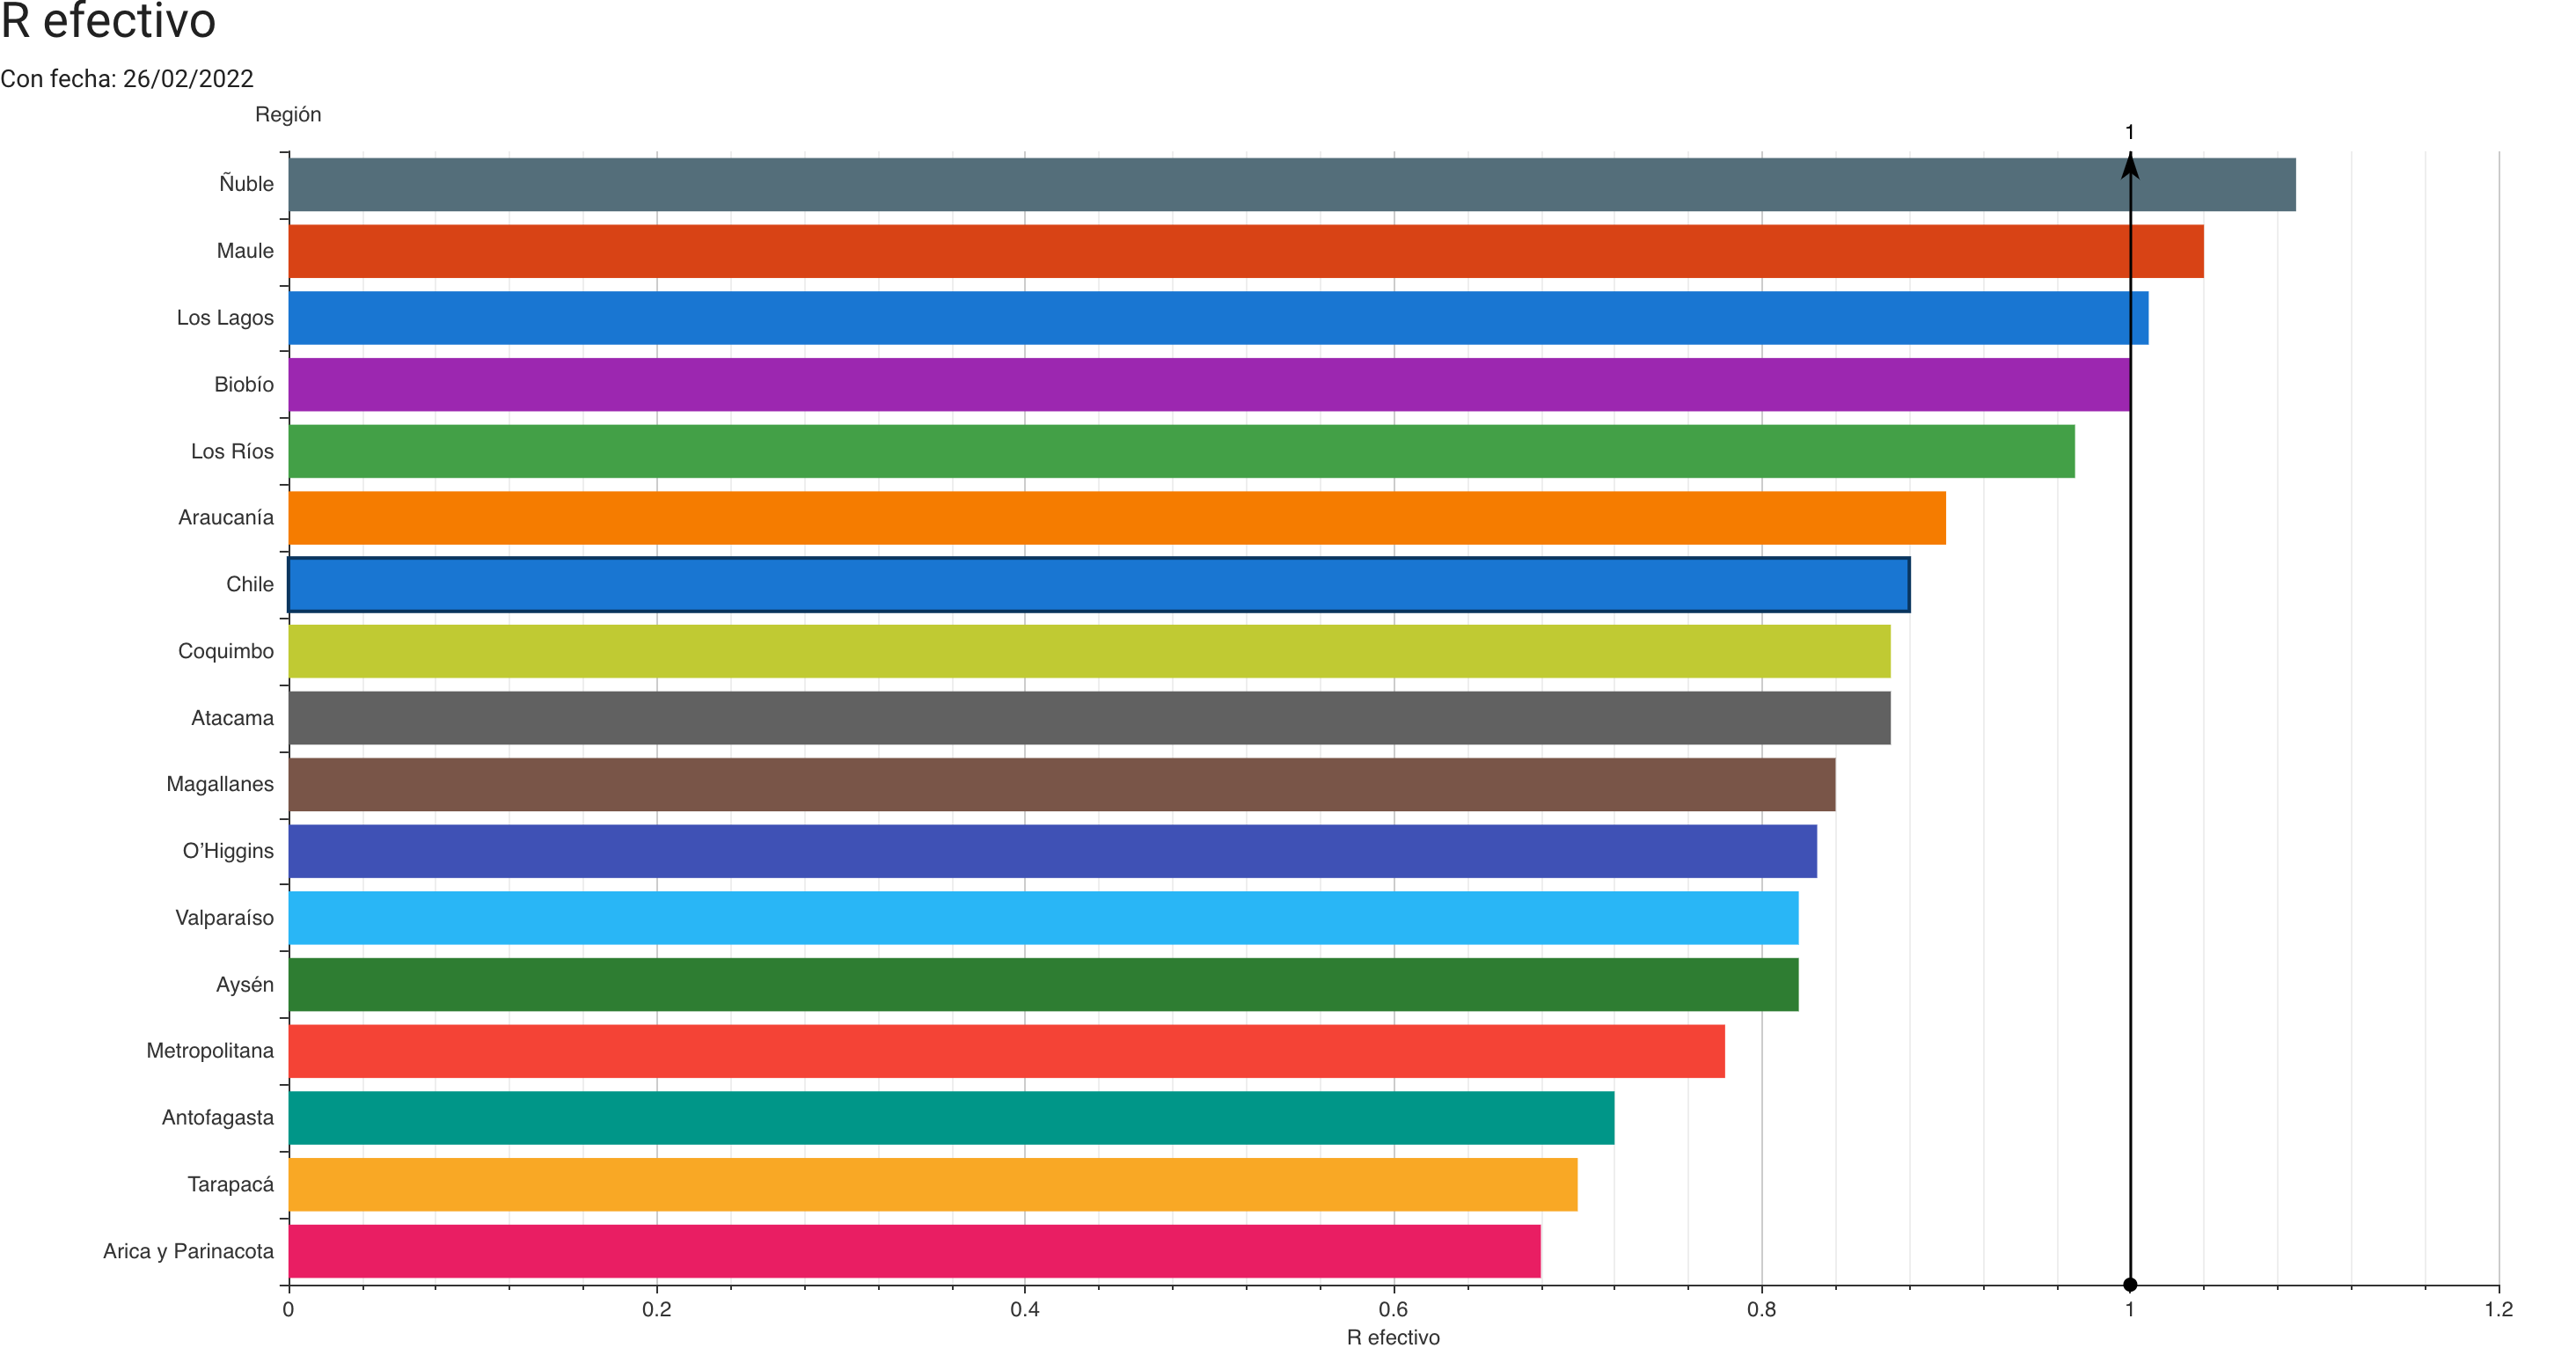 R efectivo
Con fecha: 26/02/2022
Región
1
Ñuble
Maule
Los Lagos
Biobío
Los Ríos
Araucanía
Chile
Coquimbo
Atacama
Magallanes
O’Higgins
Valparaíso
Aysén
Metropolitana
Antofagasta
Tarapacá
Arica y Parinacota
0 0.2 0.4 0.6 0.8 1 1.2
R efectivo